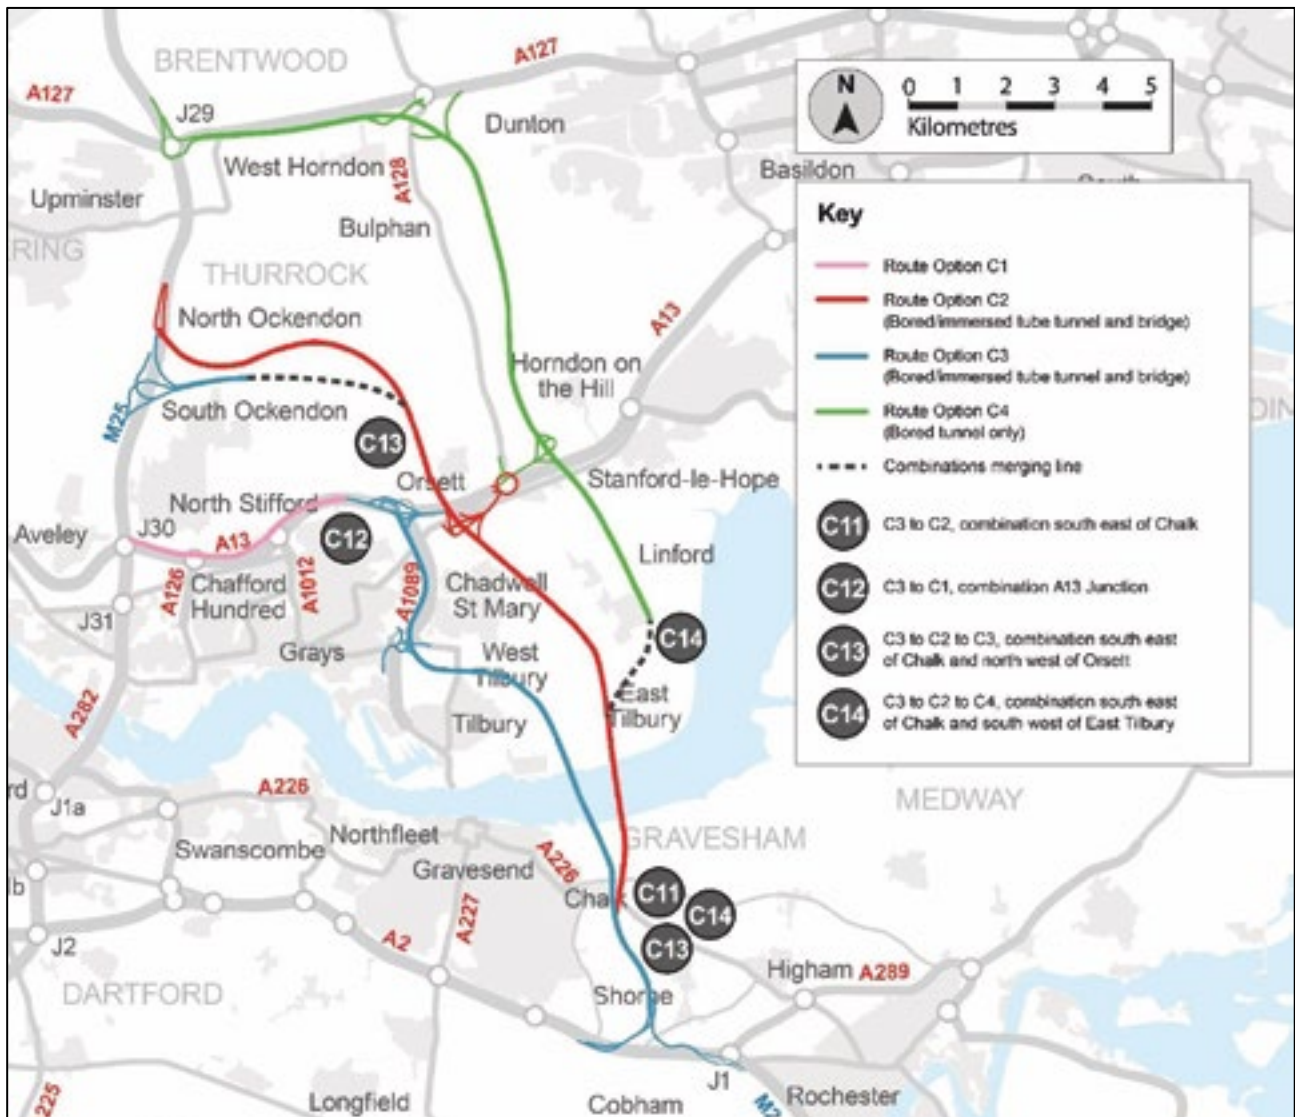 BRENTWOOD
A127
A127
J29
Dunton
N
0 1 2 3 4 5
Kilometres
West Horndon
A128
Basildon
South
Upminster
Bulphan
RING
THURROCK
North Ockendon
A13
Horndon on
the Hill
M25
South Ockendon
C13
Orsett
Stanford-le-Hope
North Stifford
Aveley
J30
A13
C12
Linford
A126
Chafford
Hundred
A1012
A1089
Chadwell
St Mary
J31
C14
Grays
West
Tilbury
East
Tilbury
Tilbury
A282
Key
Route Option C1
Route Option C2
(Bored/immersed tube tunnel and bridge)
Route Option C3
(Bored/immersed tube tunnel and bridge)
Route Option C4
(Bored tunnel only)
Combinations merging line
C11 C3 to C2, combination south east of Chalk
C12 C3 to C1, combination A13 Junction
C13 C3 to C2 to C3, combination south east
of Chalk and north west of Orsett
C14 C3 to C2 to C4, combination south east
of Chalk and south west of East Tilbury
DIN
rd
J1a
A226
MEDWAY
Northfleet
GRAVESHAM
Swanscombe
Gravesend
A226
lb
Chalk
C11
C14
C13
A227
J2
A2
DARTFORD
Higham
A289
Shorne
J1
225
Longfield
Cobham
M2
Rochester